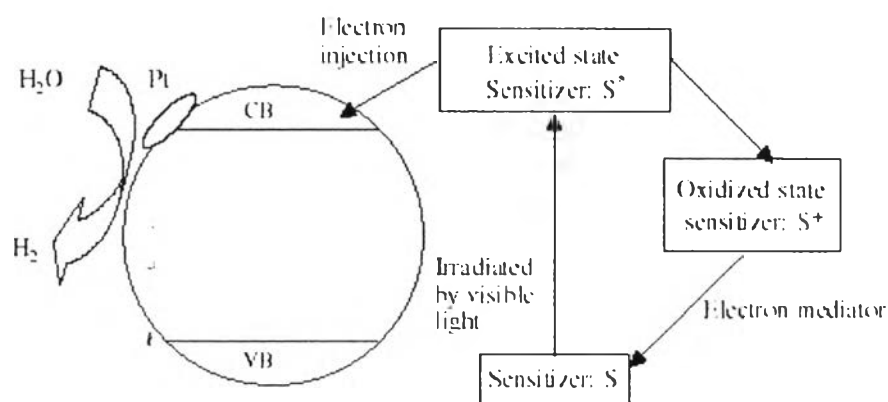 Electron
injection
Excited state
Sensitizer: S*
H₂O
Pt
CB
Oxidized state
sensitizer: S⁺
H₂
Irradiated
by visible
light
Electron mediator
VB
Sensitizer: S